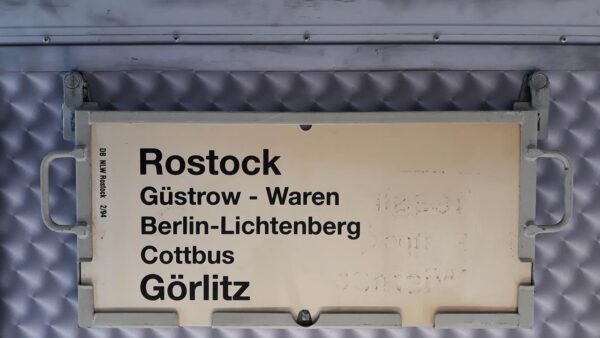 DB NLW Rostock 2/94
Rostock
Güstrow - Waren
Berlin-Lichtenberg
Cottbus
Görlitz